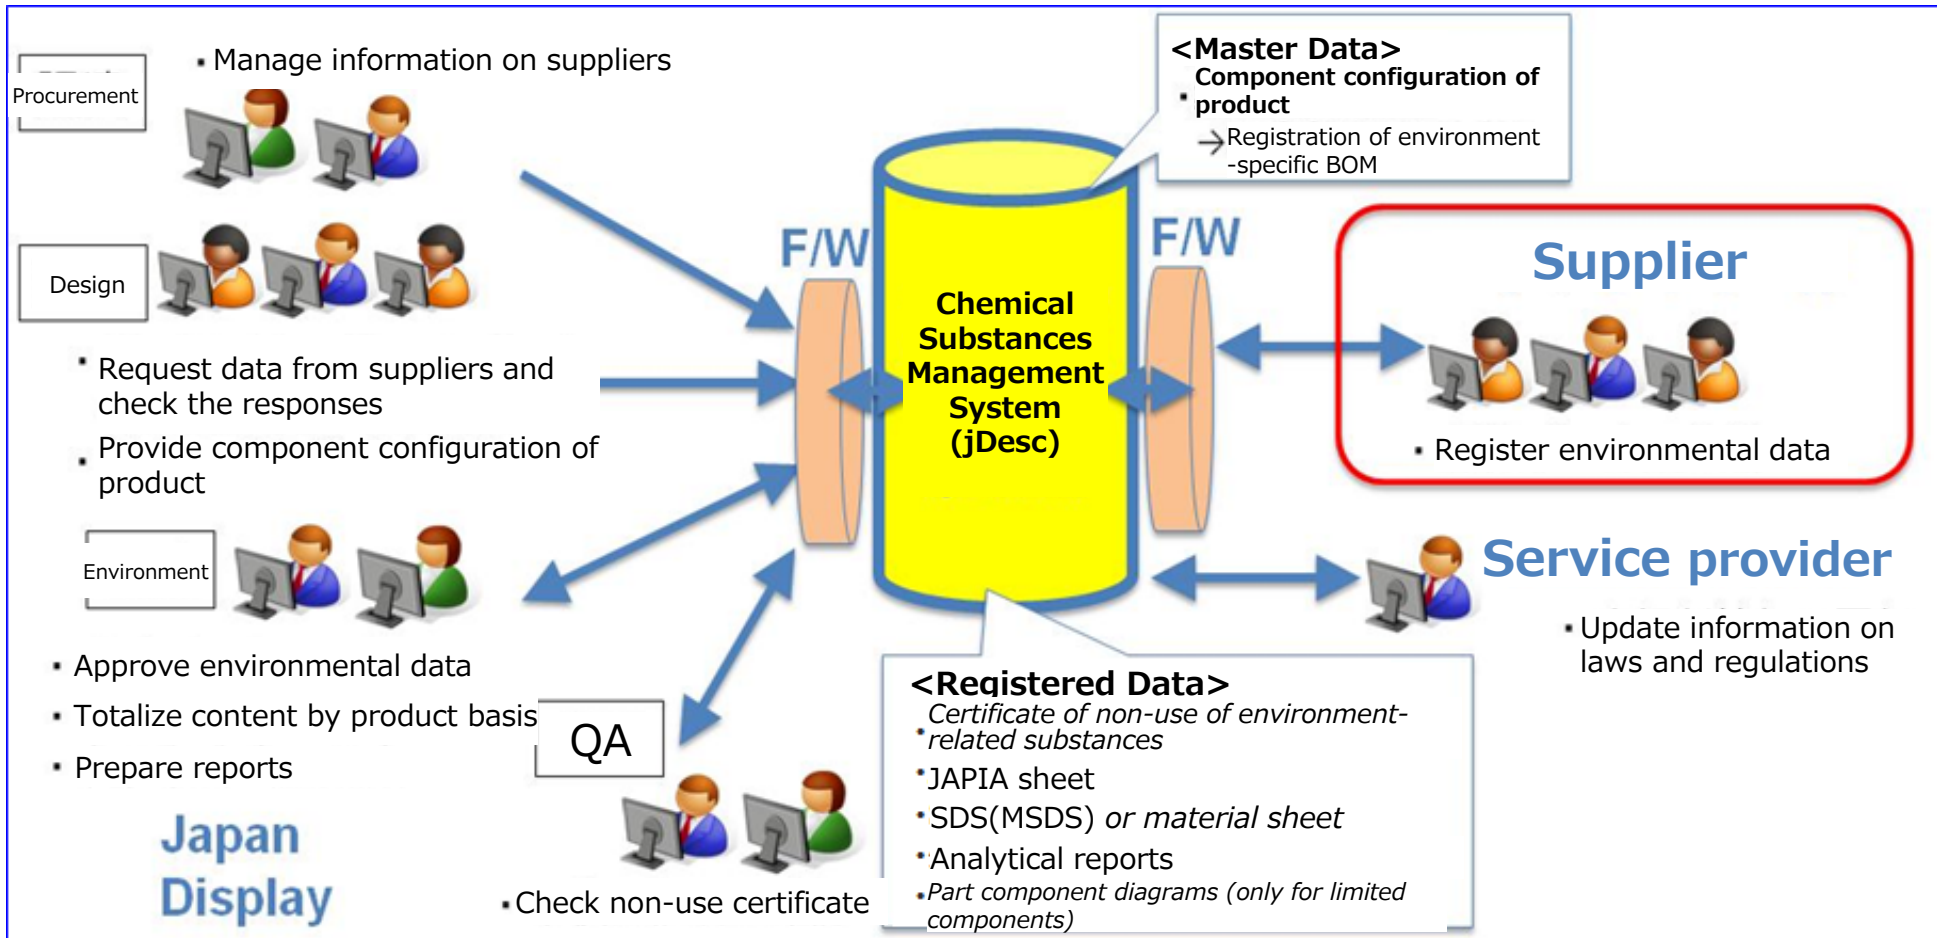 Procurement
▪ Manage information on suppliers
Design
▪ Request data from suppliers and
check the responses
▪ Provide component configuration of
product
Environment
▪ Approve environmental data
▪ Totalize content by product basis
▪ Prepare reports
Japan
Display
QA
▪ Check non-use certificate
F/W
Chemical
Substances
Management
System
(jDesc)
F/W
<Master Data>
▪ Component configuration of
product
→ Registration of environment
-specific BOM
Supplier
▪ Register environmental data
Service provider
▪ Update information on
laws and regulations
<Registered Data>
• Certificate of non-use of environment-
related substances
• JAPIA sheet
• SDS(MSDS) or material sheet
• Analytical reports
• Part component diagrams (only for limited
components)